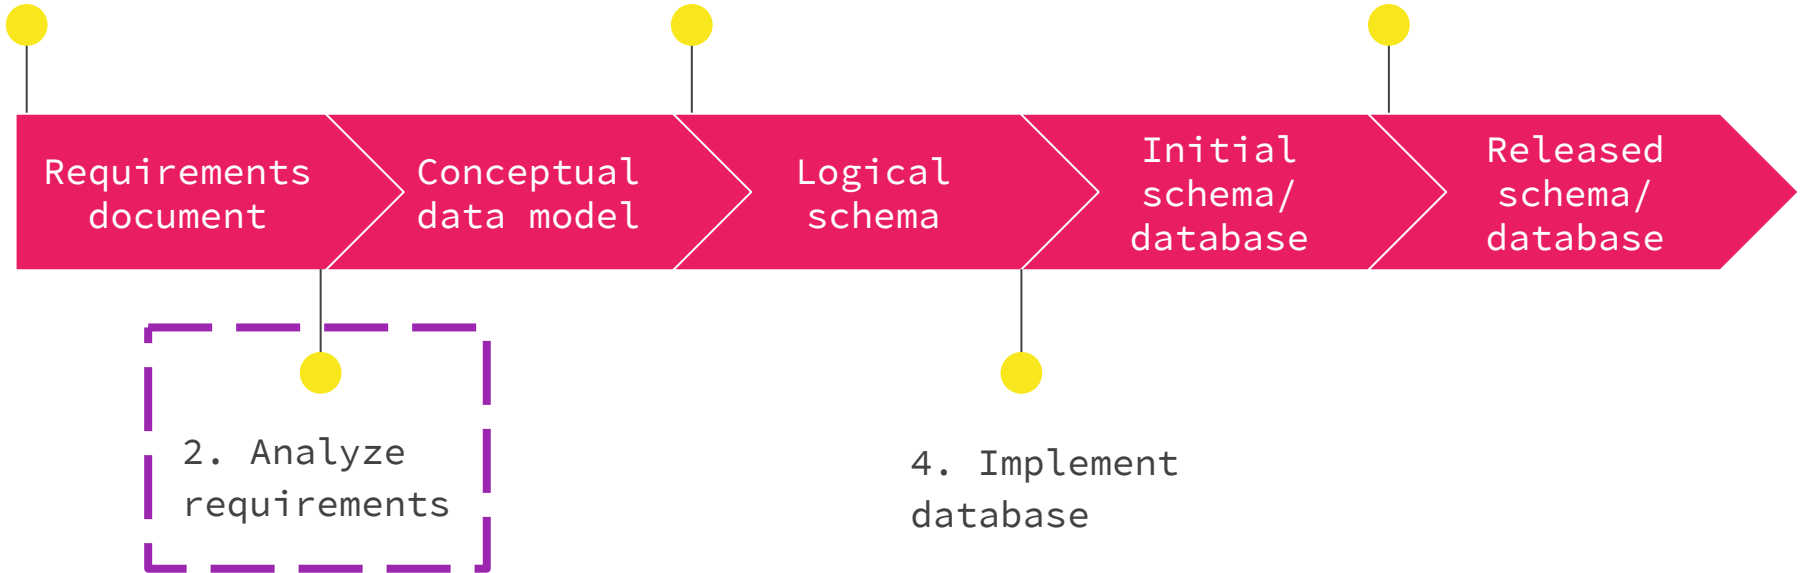 Requirements
document
Conceptual
data model
Logical
schema
Initial
schema/
database
Released
schema/
database
2. Analyze
requirements
4. Implement
database